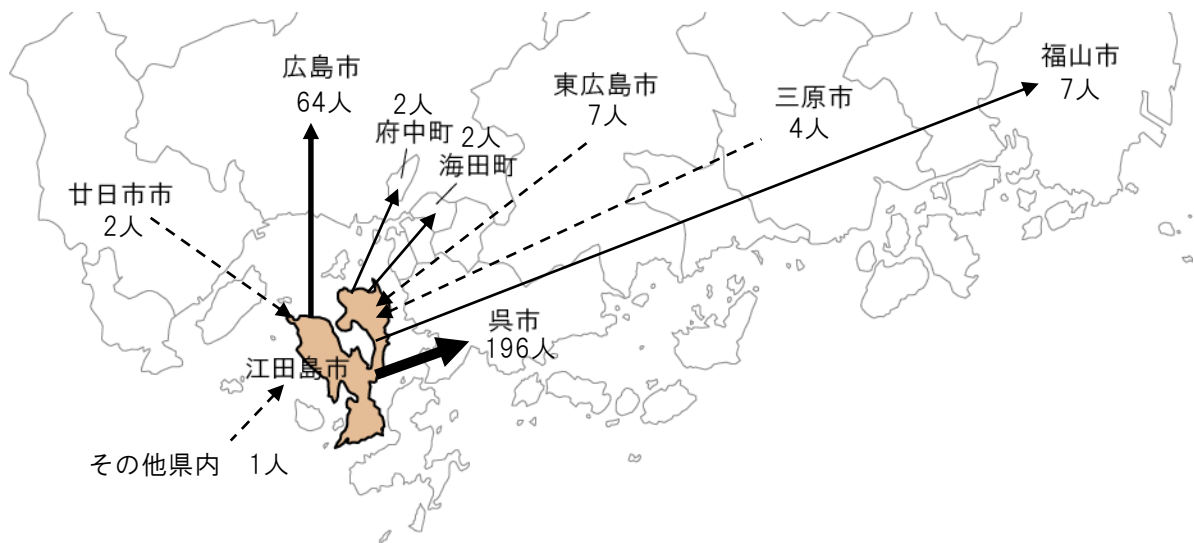 広島市
64人
2人
府中町
2人
海田町
東広島市
7人
三原市
4人
福山市
7人
廿日市市
2人
呉市
196人
江田島市
その他県内　1人